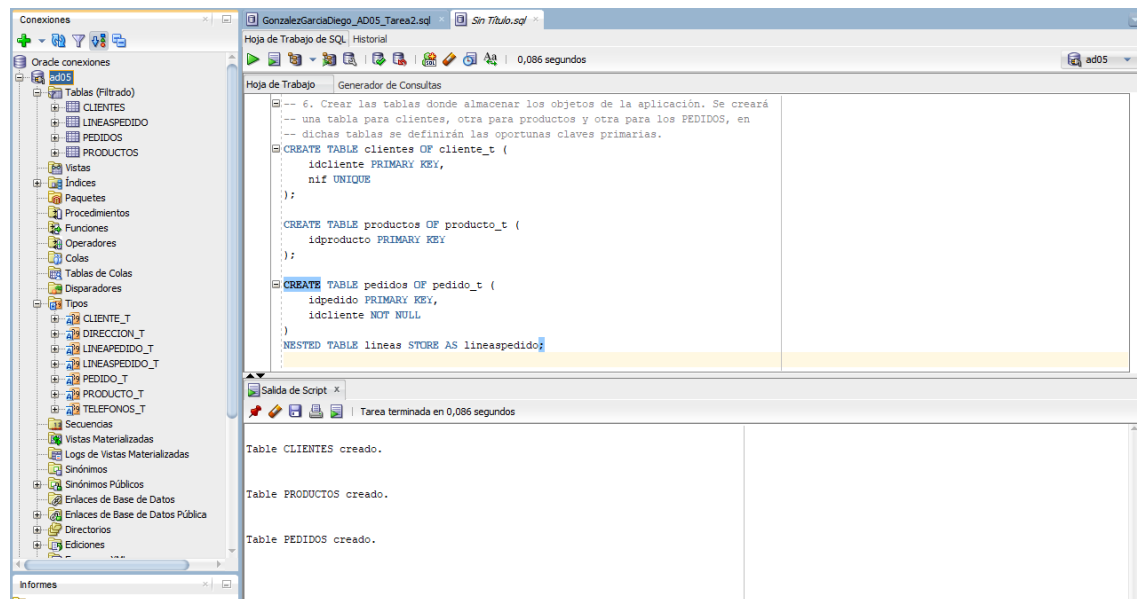 Conexiones
Oracle conexiones
ad05
Tablas (Filtrado)
CLIENTES
LINEASPEDIDO
PEDIDOS
PRODUCTOS
Vistas
Índices
Paquetes
Procedimientos
Funciones
Operadores
Colas
Tablas de Colas
Disparadores
Tipos
CLIENTE_T
DIRECCION_T
LINEAPEDIDO_T
LINEASPEDIDO_T
PEDIDO_T
PRODUCTO_T
TELEFONOS_T
Secuencias
Vistas Materializadas
Logs de Vistas Materializadas
Sinónimos
Sinónimos Públicos
Enlaces de Base de Datos
Enlaces de Base de Datos Pública
Directorios
Ediciones
Informes
GonzalezGarciaDiego_AD05_Tarea2.sql
Sin Título.sql
Hoja de Trabajo de SQL Historial
0,086 segundos
ad05
Hoja de Trabajo Generador de Consultas
-- 6. Crear las tablas donde almacenar los objetos de la aplicación. Se creará
-- una tabla para clientes, otra para productos y otra para los PEDIDOS, en
-- dichas tablas se definirán las oportunas claves primarias.
CREATE TABLE clientes OF cliente_t (
idcliente PRIMARY KEY,
nif UNIQUE
);
CREATE TABLE productos OF producto_t (
idproducto PRIMARY KEY
);
CREATE TABLE pedidos OF pedido_t (
idpedido PRIMARY KEY,
idcliente NOT NULL
)
NESTED TABLE lineas STORE AS lineaspedido;
Salida de Script
Tarea terminada en 0,086 segundos
Table CLIENTES creado.
Table PRODUCTOS creado.
Table PEDIDOS creado.